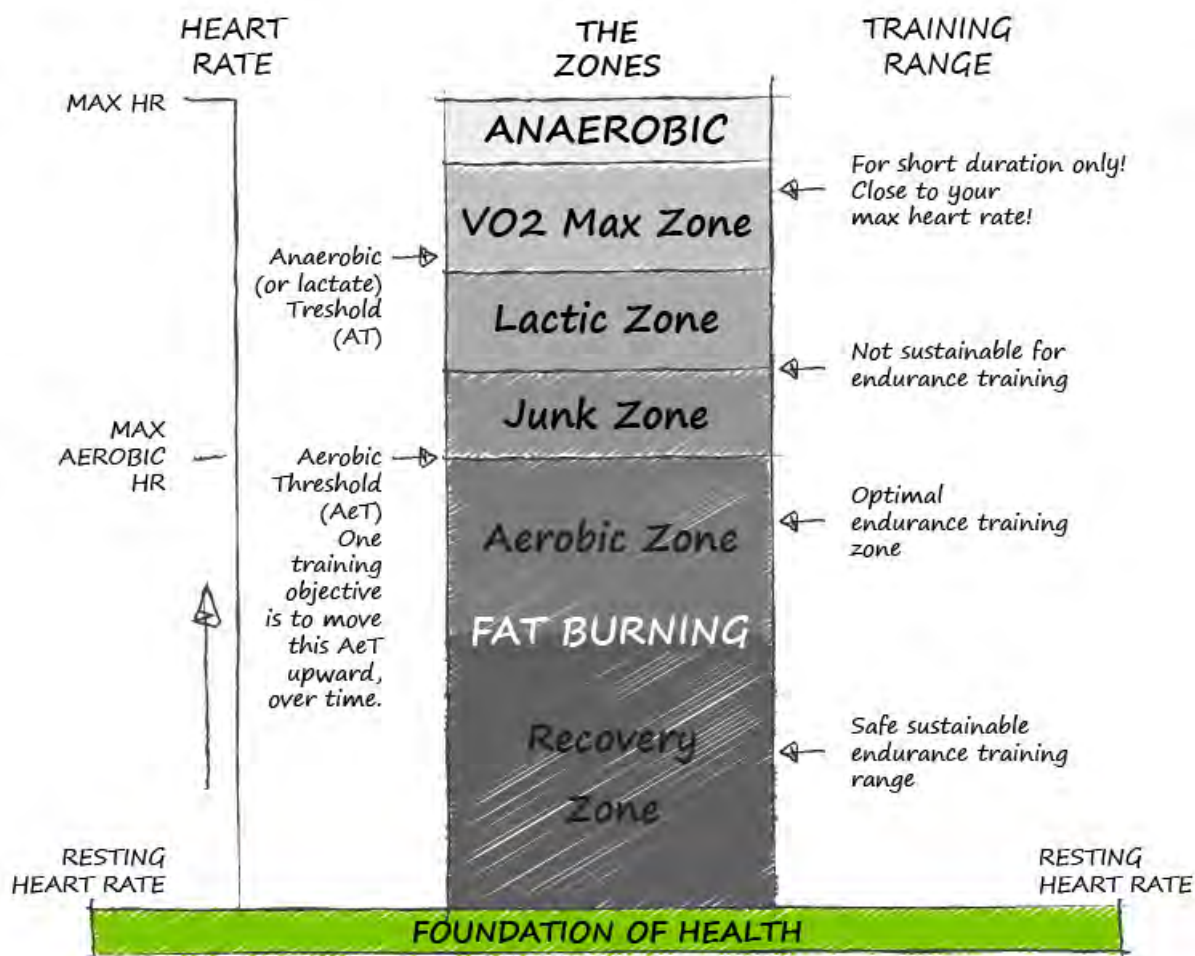 HEART
RATE
THE
ZONES
TRAINING
RANGE
MAX HR
ANAEROBIC
For short duration only!
Close to your
max heart rate!
VO2 Max Zone
Anaerobic
(or lactate)
Treshold
(AT)
Lactic Zone
Not sustainable for
endurance training
Junk Zone
MAX
AEROBIC
HR
Aerobic
Threshold
(AeT)
One
training
objective
is to move
this AeT
upward,
over time.
Optimal
endurance training
zone
Aerobic Zone
FAT BURNING
Recovery
Zone
Safe sustainable
endurance training
range
RESTING
HEART RATE
RESTING
HEART RATE
FOUNDATION OF HEALTH